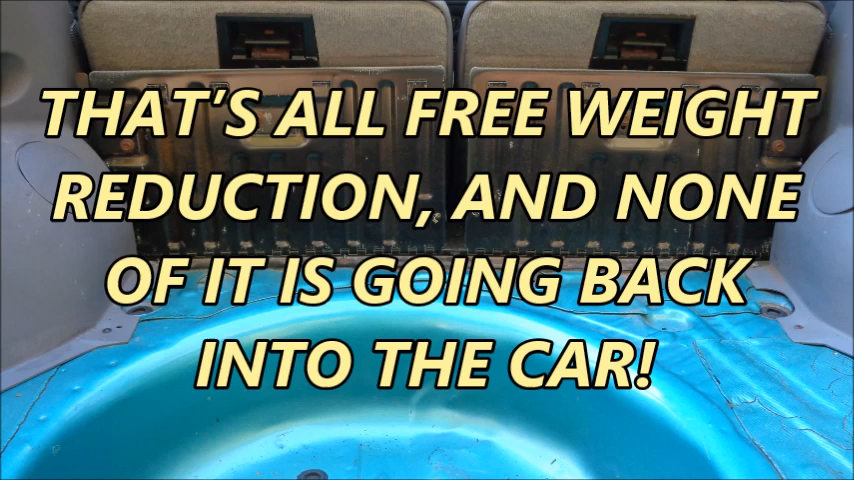 THAT'S ALL FREE WEIGHT
REDUCTION, AND NONE
OF IT IS GOING BACK
INTO THE CAR!